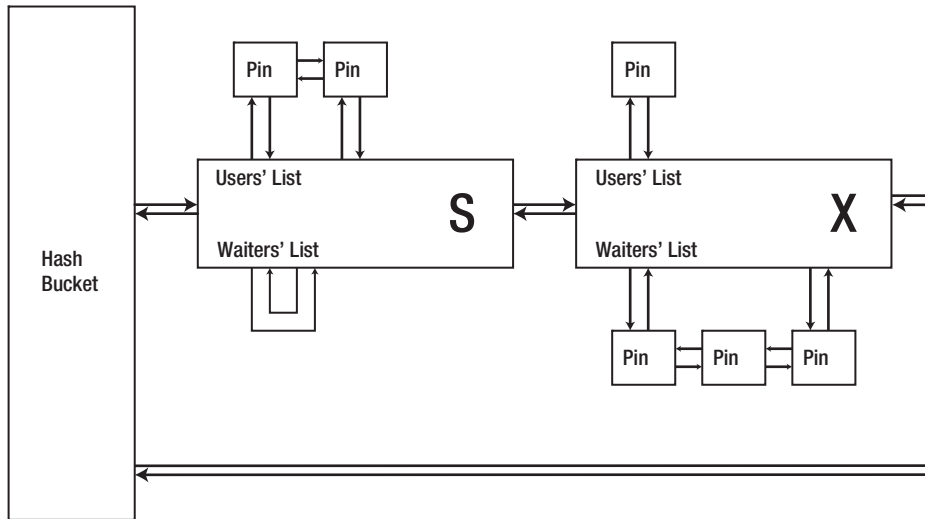 Pin
Pin
Pin
Users' List
S
Waiters' List
Users' List
X
Waiters' List
Hash
Bucket
Pin
Pin
Pin